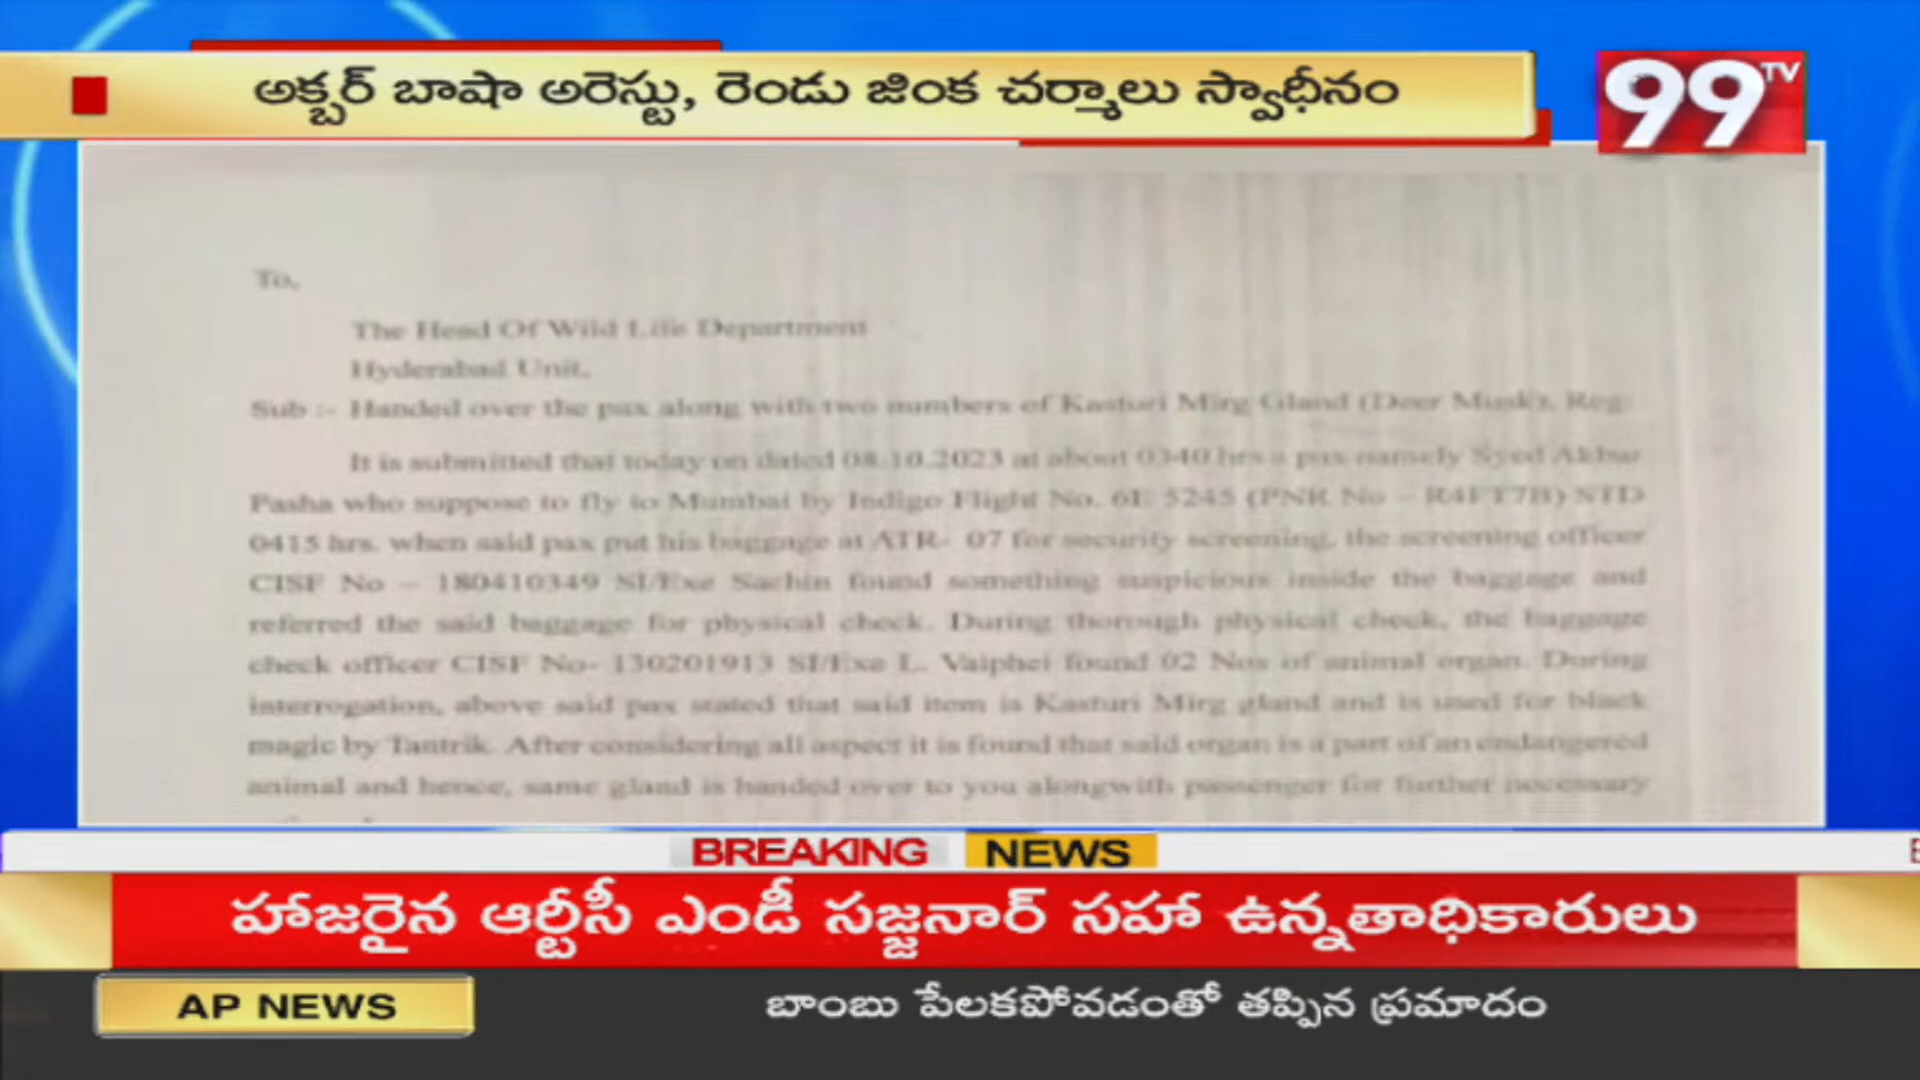 అక్బర్ బాషా అరెస్టు, రెండు జింక చర్మాలు స్వాధీనం
99 TV
To,
The Head Of Wild Life Department
Hyderabad Unit,
Sub :- Handed over the pax along with two numbers of Kasturi Mirg Gland (Deer Musk), Reg:
It is submitted that today on dated 08.10.2023 at about 0340 hrs a pax namely Syed Akbar
Pasha who suppose to fly to Mumbai by Indigo Flight No. 6E 5245 (PNR No – R4FT7B) STD
0415 hrs. when said pax put his baggage at ATR- 07 for security screening, the screening officer
CISF No – 180410349 SI/Exe Sachin found something suspicious inside the baggage and
referred the said baggage for physical check. During thorough physical check, the baggage
check officer CISF No- 130201913 SI/Exe L. Vaiphei found 02 Nos of animal organ. During
interrogation, above said pax stated that said item is Kasturi Mirg gland and is used for black
magic by Tantrik. After considering all aspect it is found that said organ is a part of an endangered
animal and hence, same gland is handed over to you alongwith passenger for further necessary
BREAKING NEWS
హాజరైన ఆర్టీసీ ఎండీ సజ్జనార్ సహా ఉన్నతాధికారులు
AP NEWS
బాంబు పేలకపోవడంతో తప్పిన ప్రమాదం